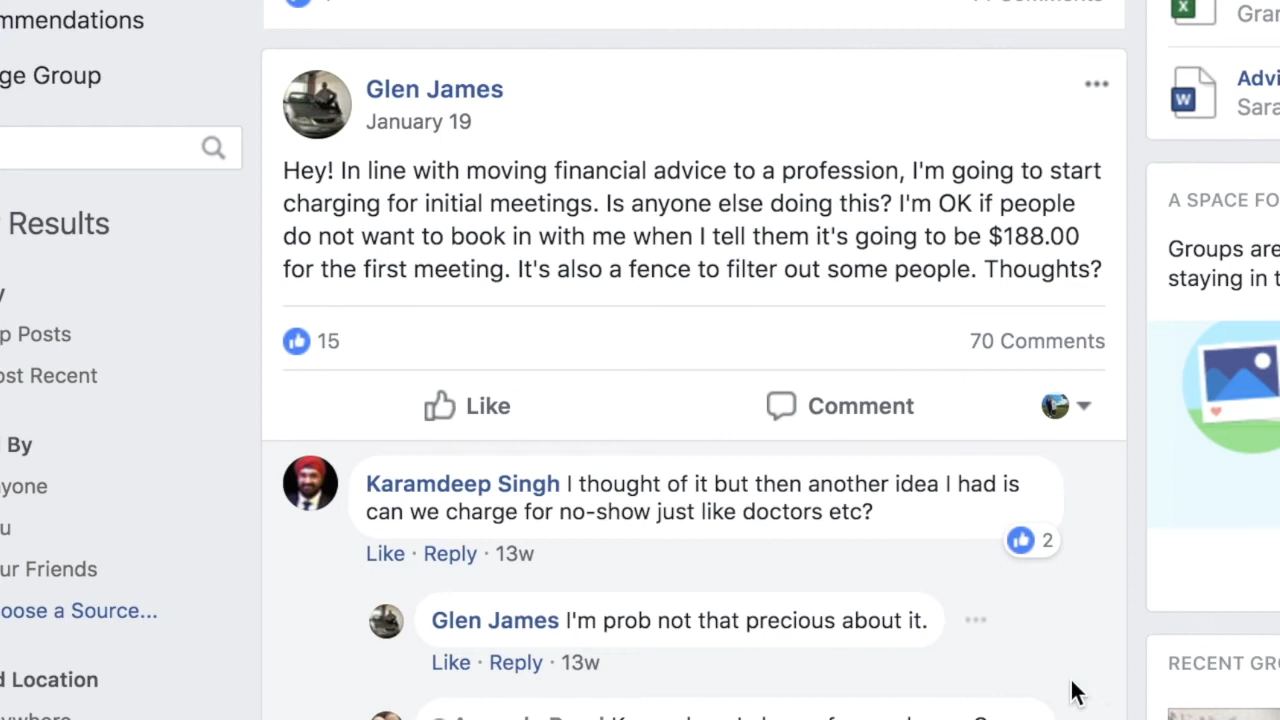 mmendations
ge Group
Results
p Posts
ost Recent
By
yone
u
ur Friends
oose a Source...
d Location
Glen James
January 19
Hey! In line with moving financial advice to a profession, I'm going to start
charging for initial meetings. Is anyone else doing this? I'm OK if people
do not want to book in with me when I tell them it's going to be $188.00
for the first meeting. It's also a fence to filter out some people. Thoughts?
15
70 Comments
Like
Comment
Karamdeep Singh I thought of it but then another idea I had is
can we charge for no-show just like doctors etc?
2
Like · Reply · 13w
Glen James I'm prob not that precious about it.
Like · Reply · 13w
X
Gran
W
Advi
Sara
A SPACE FO
Groups are
staying in t
RECENT GR